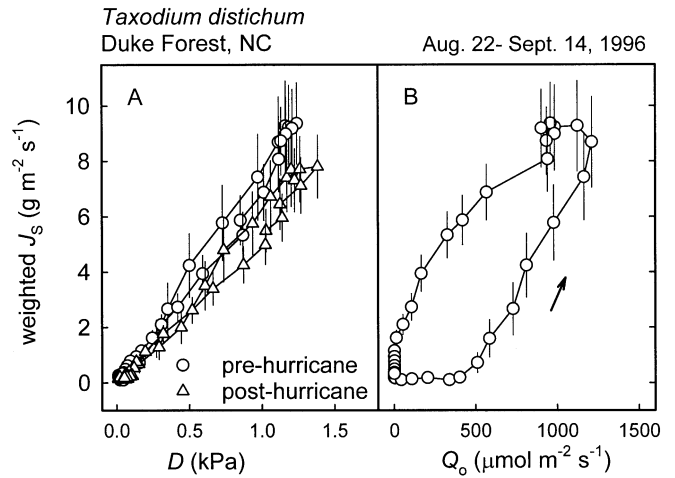 Taxodium distichum
Duke Forest, NC
Aug. 22- Sept. 14, 1996
A
B
weighted Js (g m-2 s-1)
10
8
6
4
2
0
pre-hurricane
post-hurricane
0.0 0.5 1.0 1.5
0 500 1000 1500
D (kPa)
Qo (μmol m-2 s-1)